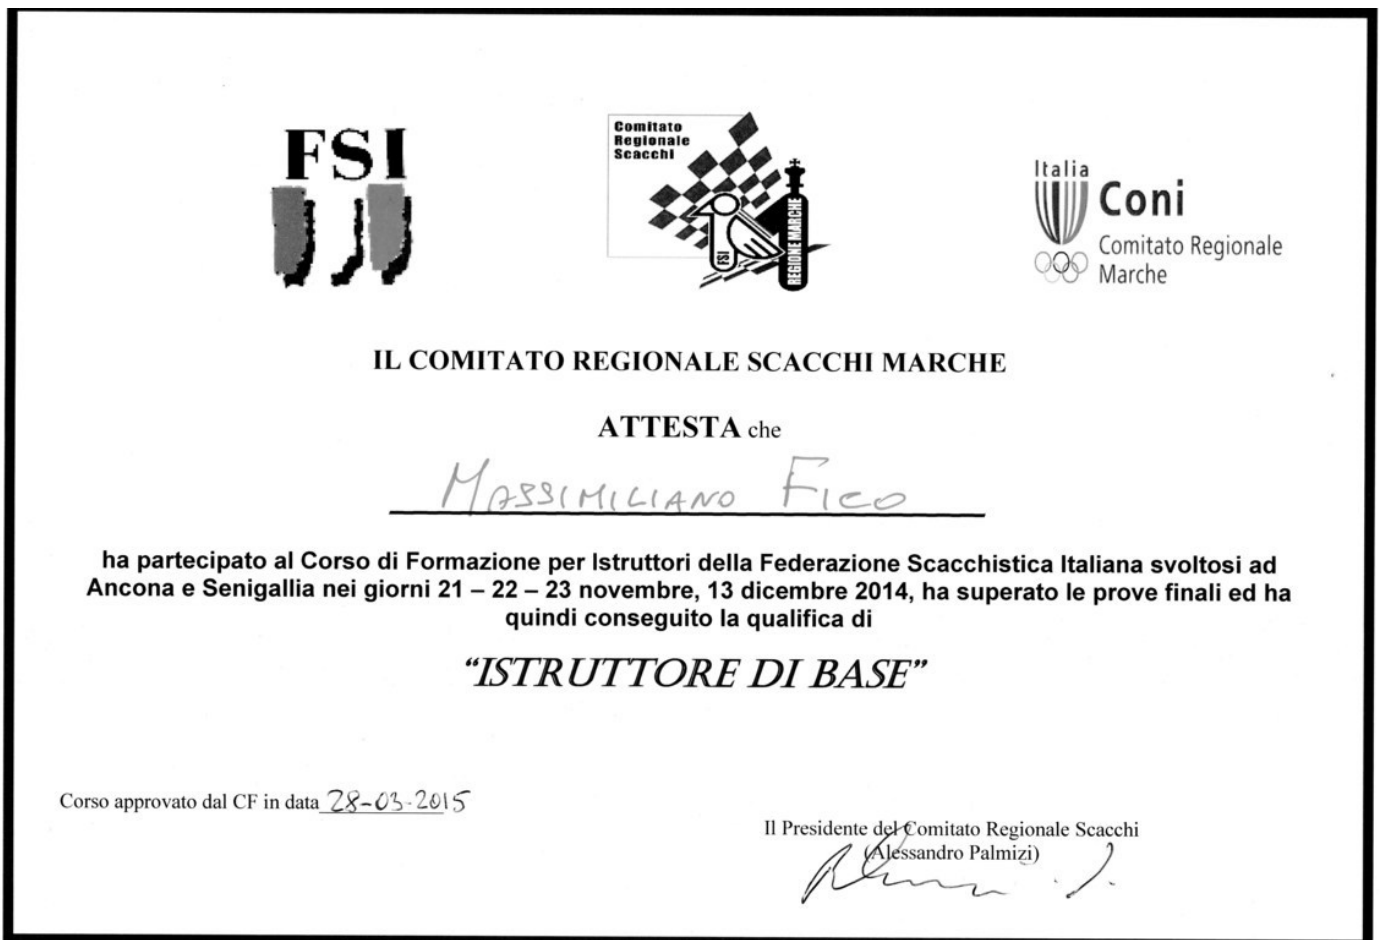 FSI
Comitato
Regionale
Scacchi
FSI
REGIONE MARCHE
Italia
Coni
Comitato Regionale
Marche
IL COMITATO REGIONALE SCACCHI MARCHE
ATTESTA che
MASSIMILIANO FICO
ha partecipato al Corso di Formazione per Istruttori della Federazione Scacchistica Italiana svoltosi ad
Ancona e Senigallia nei giorni 21 – 22 – 23 novembre, 13 dicembre 2014, ha superato le prove finali ed ha
quindi conseguito la qualifica di
“ISTRUTTORE DI BASE”
Corso approvato dal CF in data 28-03-2015
Il Presidente del Comitato Regionale Scacchi
(Alessandro Palmizi)